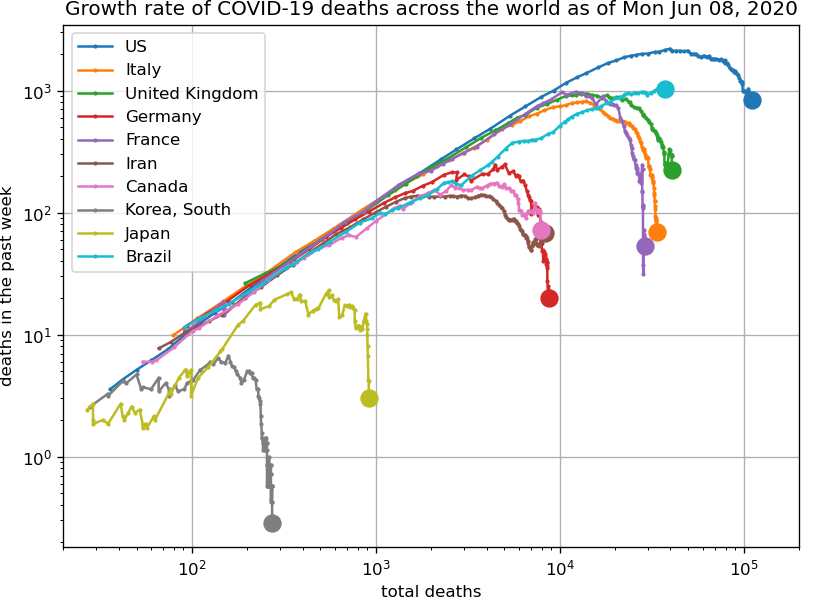 Growth rate of COVID-19 deaths across the world as of Mon Jun 08, 2020
US
Italy
United Kingdom
Germany
France
Iran
Canada
Korea, South
Japan
Brazil
deaths in the past week
10³
10²
10¹
10⁰
10² 10³ 10⁴ 10⁵
total deaths